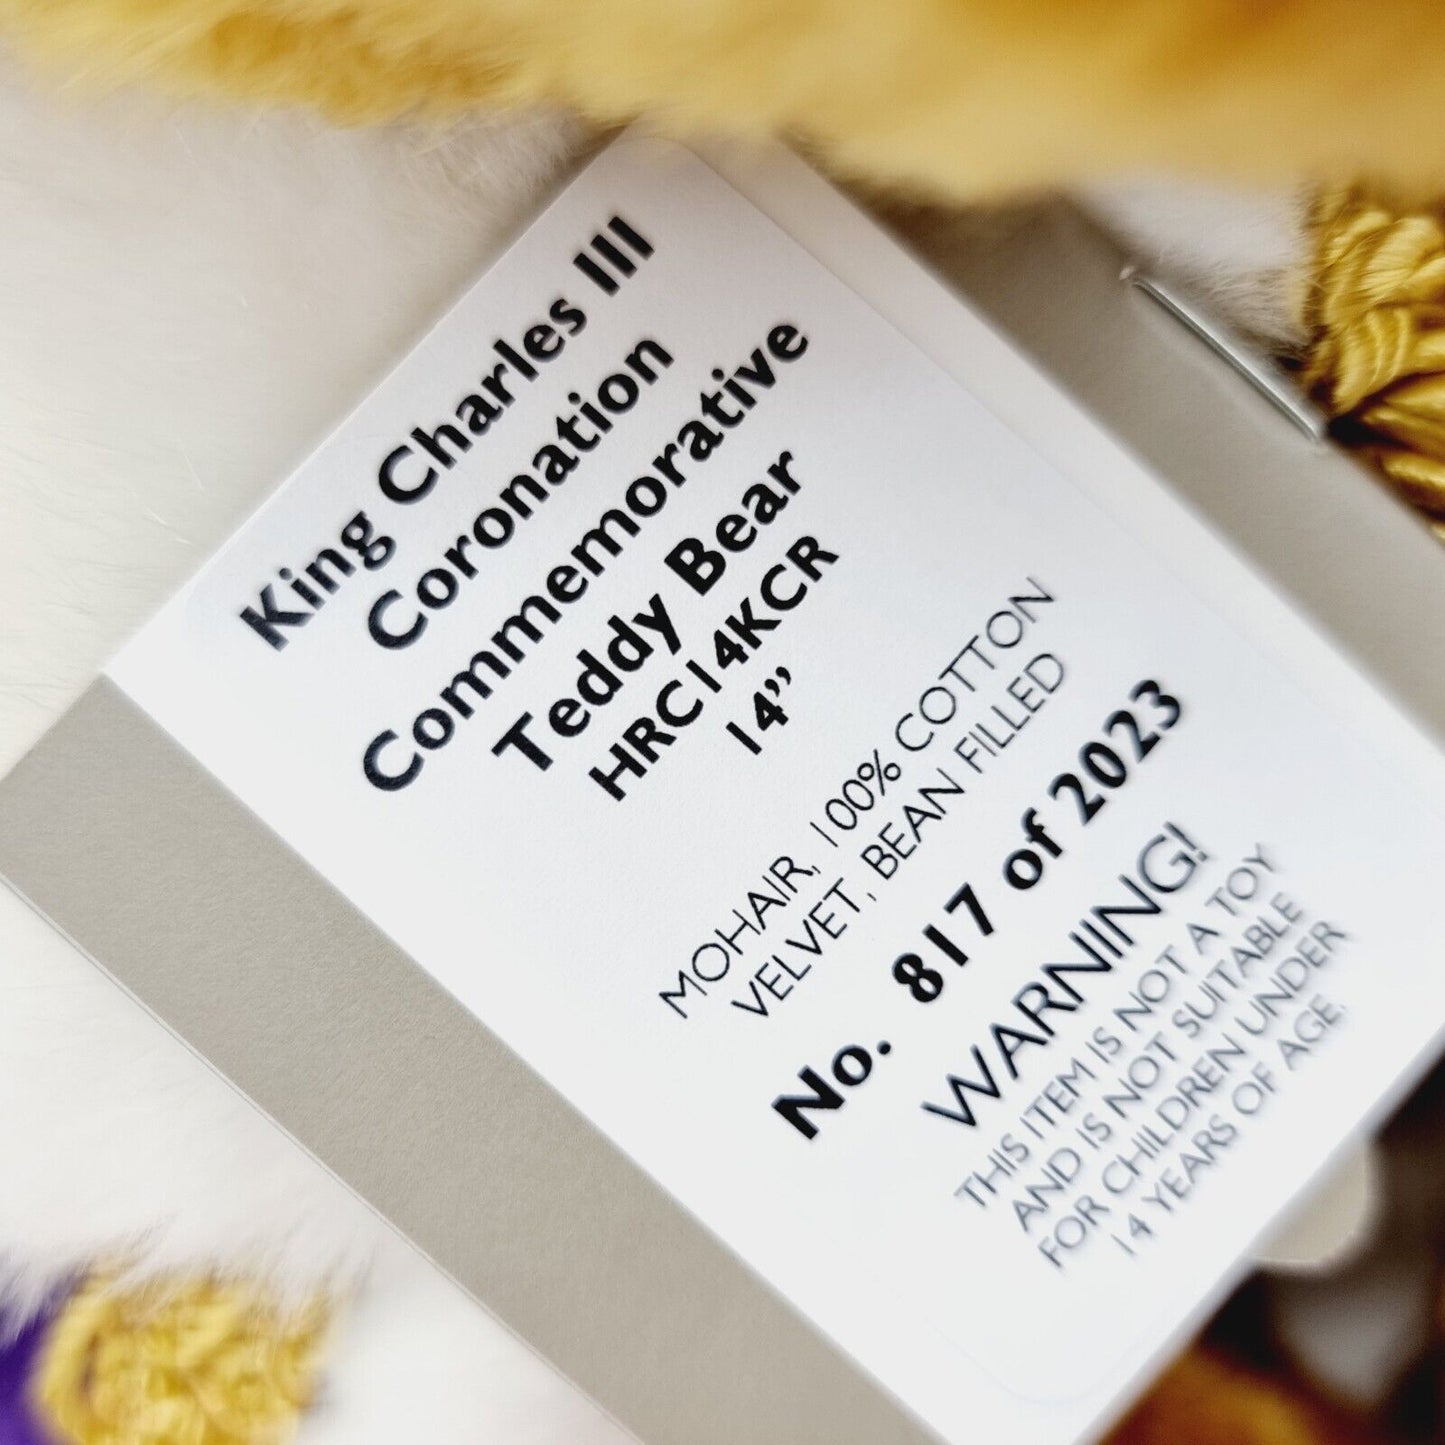 King Charles III
Coronation
Commemorative
Teddy Bear
HRC14KCR
14”
MOHAIR, 100% COTTON
VELVET, BEAN FILLED
No. 817 of 2023
WARNING!
THIS ITEM IS NOT A TOY
AND IS NOT SUITABLE
FOR CHILDREN UNDER
14 YEARS OF AGE.